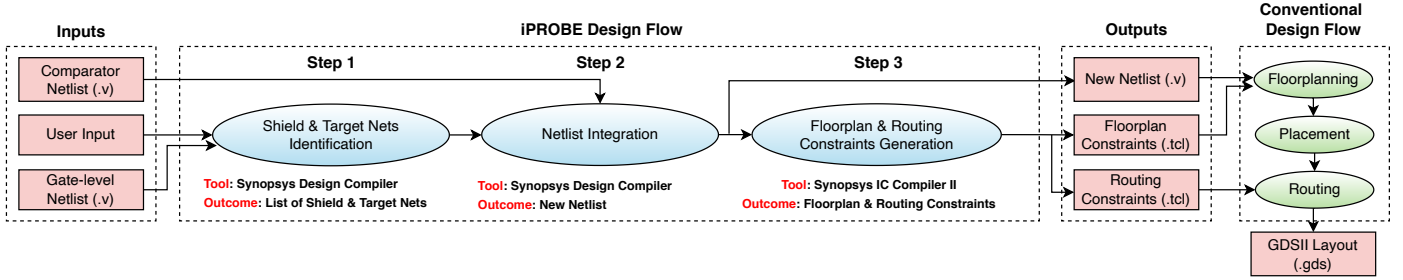 Inputs
iPROBE Design Flow
Outputs
Conventional
Design Flow
Comparator
Netlist (.v)
User Input
Gate-level
Netlist (.v)
Step 1
Shield & Target Nets
Identification
Tool: Synopsys Design Compiler
Outcome: List of Shield & Target Nets
Step 2
Netlist Integration
Tool: Synopsys Design Compiler
Outcome: New Netlist
Step 3
Floorplan & Routing
Constraints Generation
Tool: Synopsys IC Compiler II
Outcome: Floorplan & Routing Constraints
New Netlist (.v)
Floorplan
Constraints (.tcl)
Routing
Constraints (.tcl)
Floorplanning
Placement
Routing
GDSII Layout
(.gds)